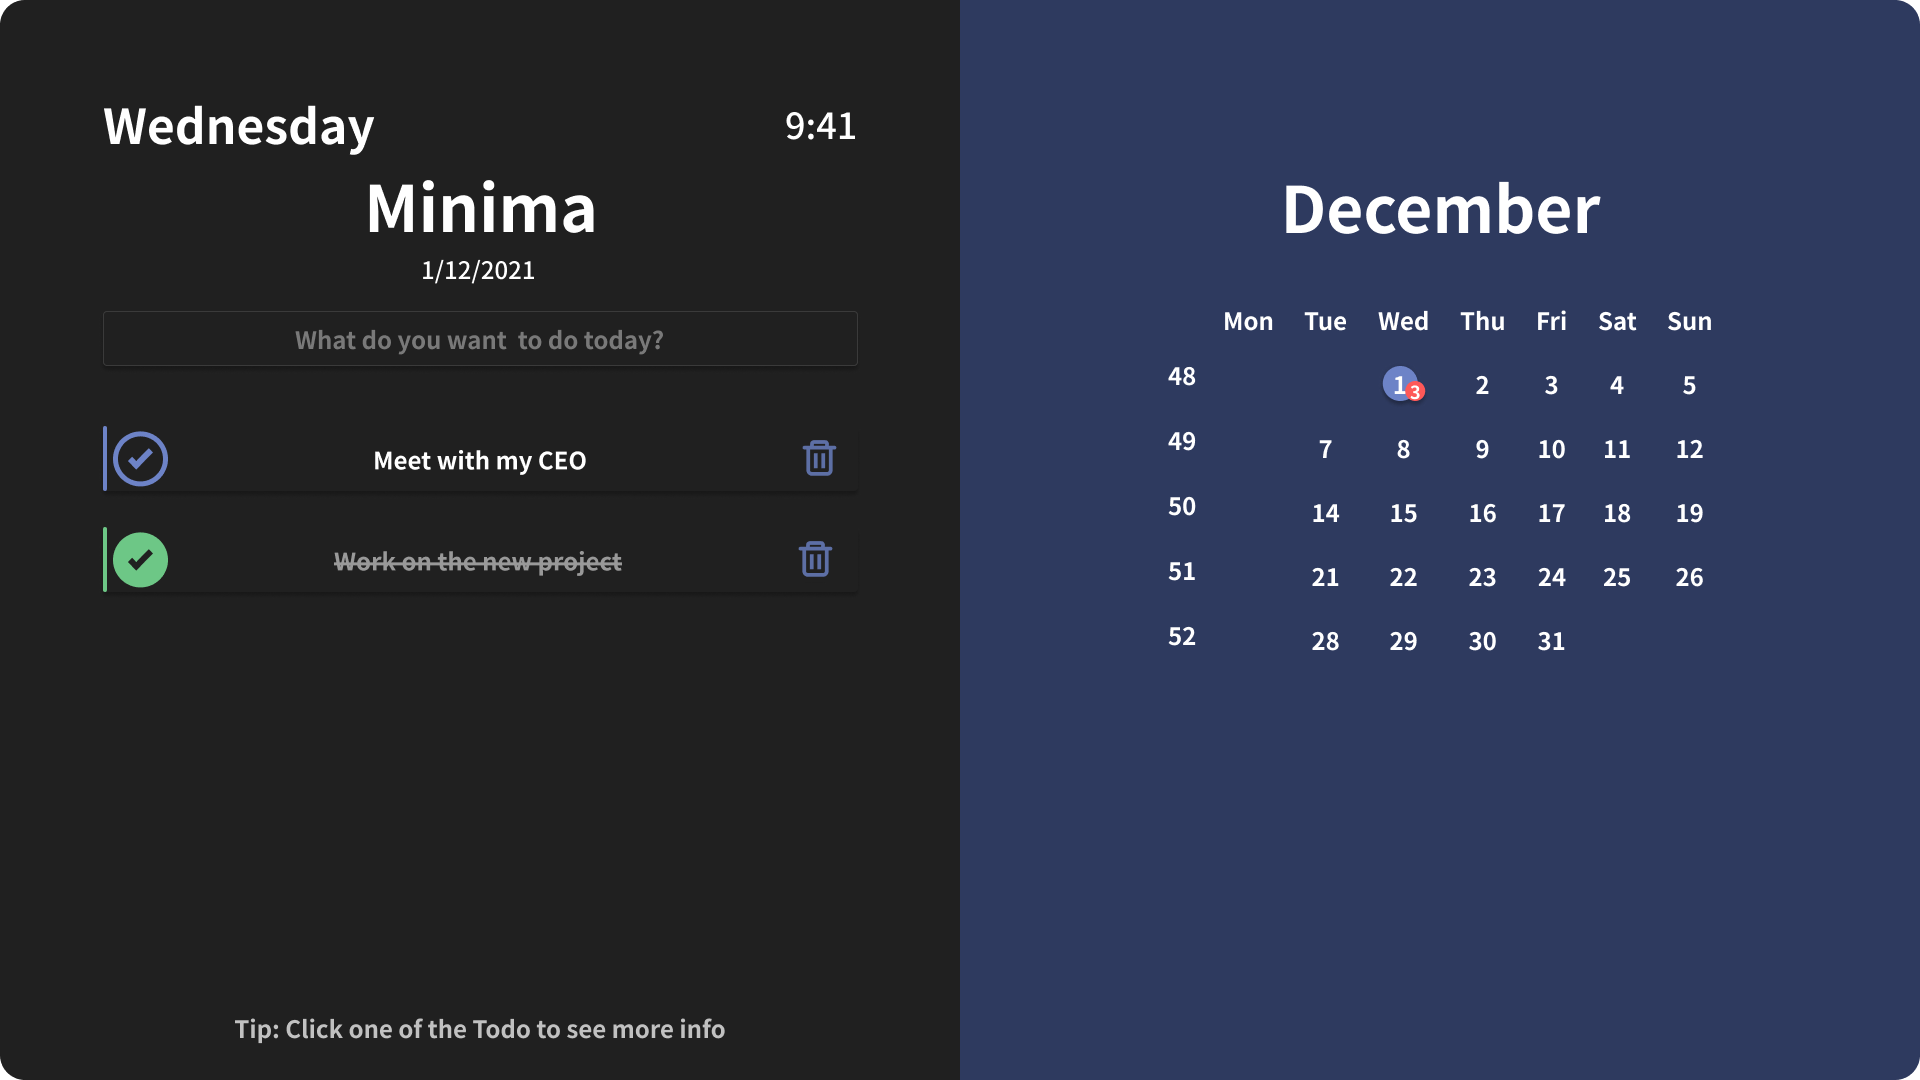 Wednesday 9:41
Minima
1/12/2021
What do you want  to do today?
Meet with my CEO
Work on the new project
Tip: Click one of the Todo to see more info
December
Mon Tue Wed Thu Fri Sat Sun
48 1 3 2 3 4 5
49 7 8 9 10 11 12
50 14 15 16 17 18 19
51 21 22 23 24 25 26
52 28 29 30 31